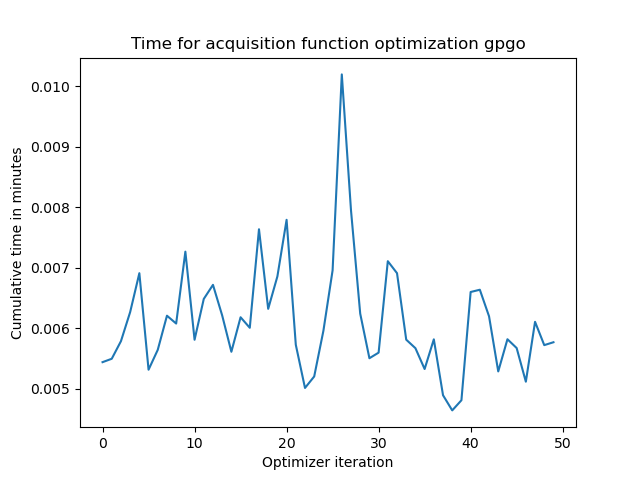 Time for acquisition function optimization gpgo
Cumulative time in minutes
0.010
0.009
0.008
0.007
0.006
0.005
0 10 20 30 40 50
Optimizer iteration